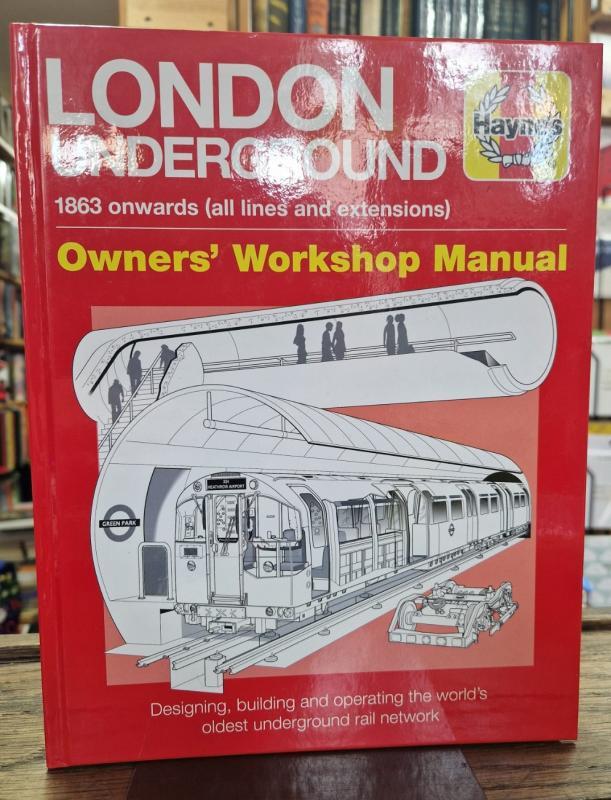 LONDON
UNDERGROUND
Haynes
1863 onwards (all lines and extensions)
Owners' Workshop Manual
GREEN PARK
HEATHROW AIRPORT
Designing, building and operating the world's
oldest underground rail network